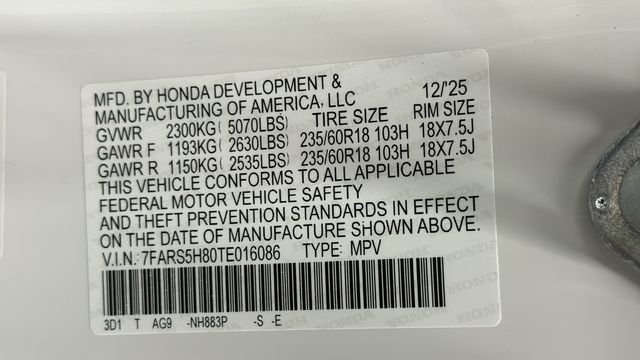 MFD. BY HONDA DEVELOPMENT & 12/'25
MANUFACTURING OF AMERICA, LLC
TIRE SIZE RIM SIZE
GVWR 2300KG( 5070LBS)
GAWR F 1193KG( 2630LBS) 235/60R18 103H 18X7.5J
GAWR R 1150KG( 2535LBS) 235/60R18 103H 18X7.5J
THIS VEHICLE CONFORMS TO ALL APPLICABLE
FEDERAL MOTOR VEHICLE SAFETY
AND THEFT PREVENTION STANDARDS IN EFFECT
ON THE DATE OF MANUFACTURE SHOWN ABOVE.
V.I.N.: 7FARS5H80TE016086 TYPE: MPV
3D1 T AG9 -NH883P -S -E